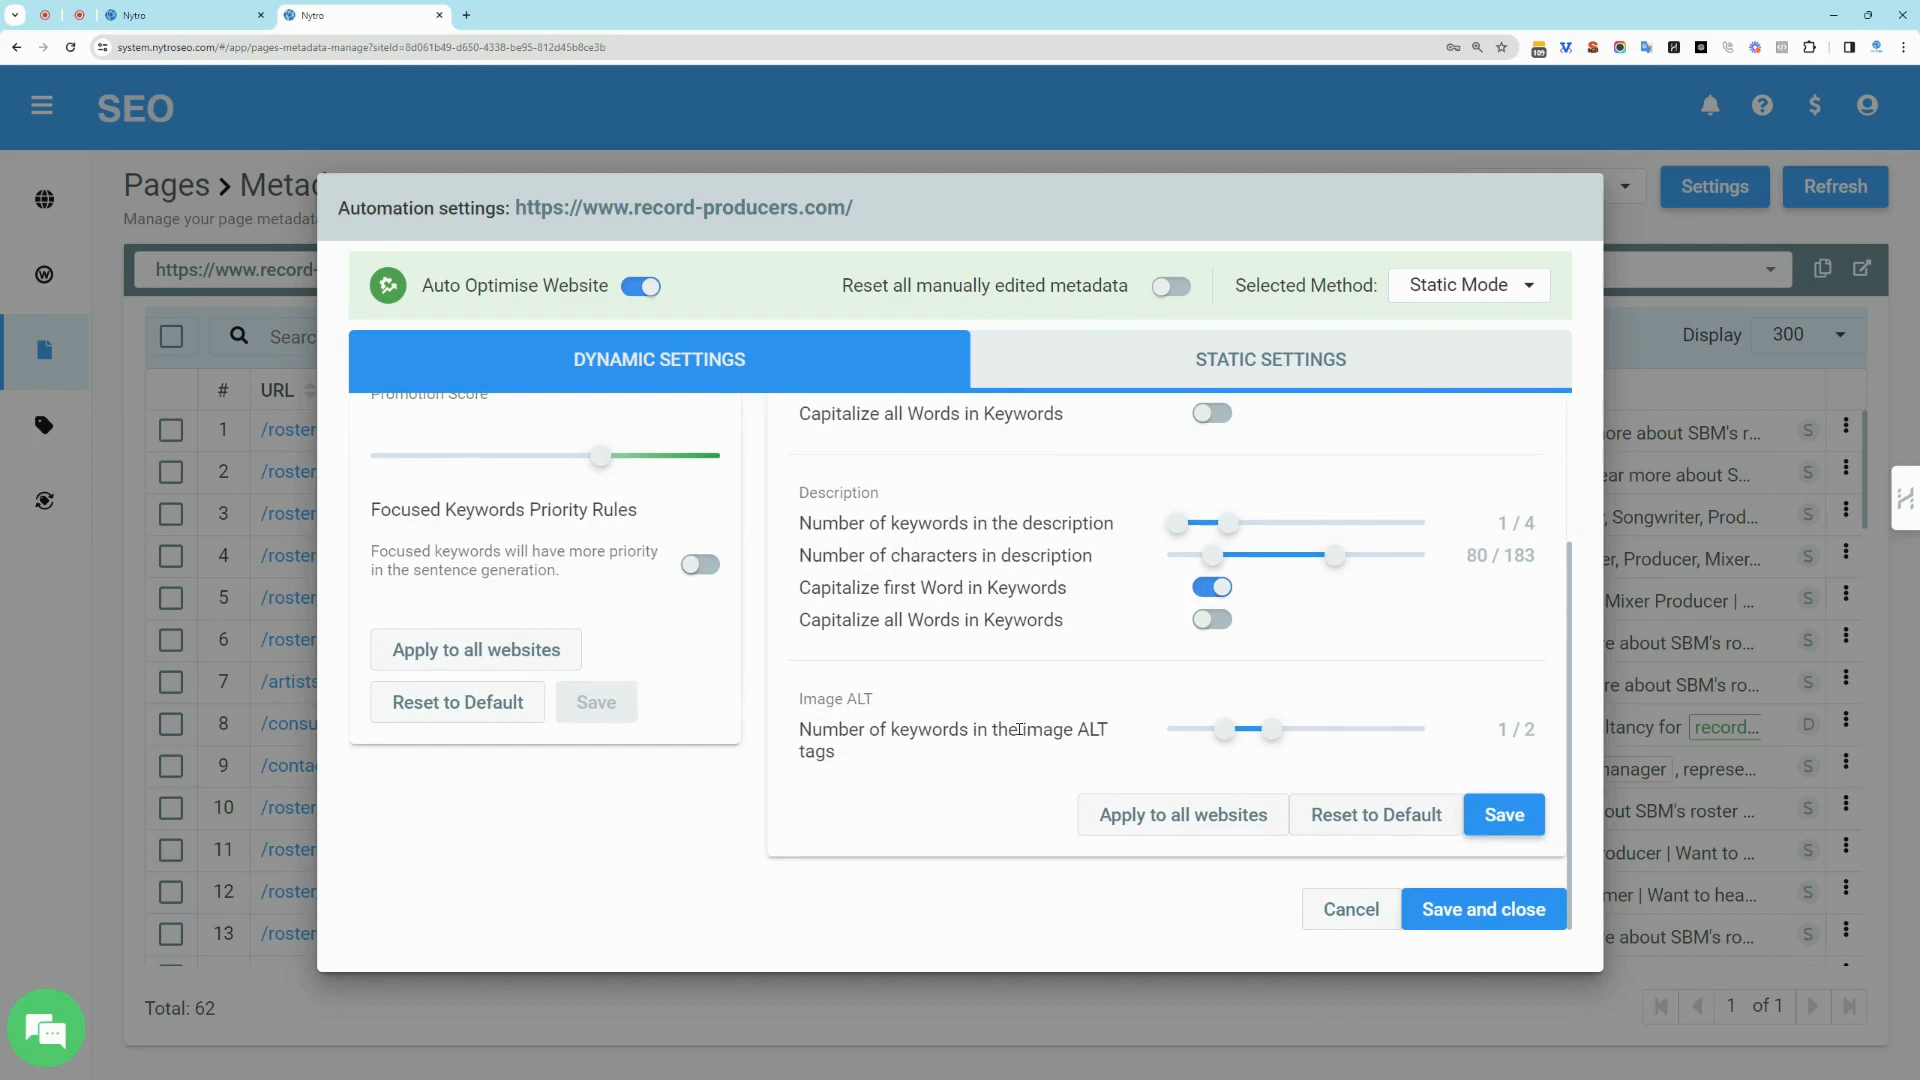 Nytro
Nytro
system.nytroseo.com/#/app/pages-metadata-manage?siteId=8d061b49-d650-4338-be95-812d45b8ce3b
109
SEO
Pages > Metad
Settings
Refresh
Manage your page metadat
Automation settings: https://www.record-producers.com/
https://www.record-
Auto Optimise Website
Reset all manually edited metadata
Selected Method:
Static Mode
Searc
Display
300
DYNAMIC SETTINGS
STATIC SETTINGS
#
URL
Promotion Score
Capitalize all Words in Keywords
Focused Keywords Priority Rules
Focused keywords will have more priority
in the sentence generation.
Apply to all websites
Reset to Default
Save
Description
Number of keywords in the description
1 / 4
Number of characters in description
80 / 183
Capitalize first Word in Keywords
Capitalize all Words in Keywords
Image ALT
Number of keywords in the image ALT
tags
1 / 2
Apply to all websites
Reset to Default
Save
Cancel
Save and close
1 /roster
ore about SBM's r... S
2 /roster
ear more about S... S
3 /roster
, Songwriter, Prod... S
4 /roster
er, Producer, Mixer... S
5 /roster
Mixer Producer | ... S
6 /roster
re about SBM's ro... S
7 /artists
re about SBM's ro... S
8 /consu
ltancy for record... D
9 /conta
manager , represe... S
10 /roster
out SBM's roster ... S
11 /roster
oducer | Want to ... S
12 /roster
mer | Want to hea... S
13 /roster
e about SBM's ro... S
Total: 62
1 of 1